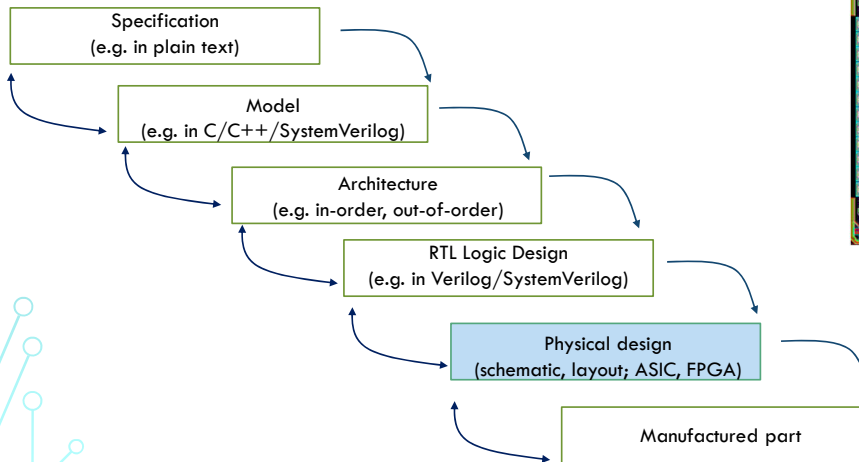 Specification
(e.g. in plain text)
Model
(e.g. in C/C++/SystemVerilog)
Architecture
(e.g. in-order, out-of-order)
RTL Logic Design
(e.g. in Verilog/SystemVerilog)
Physical design
(schematic, layout; ASIC, FPGA)
Manufactured part